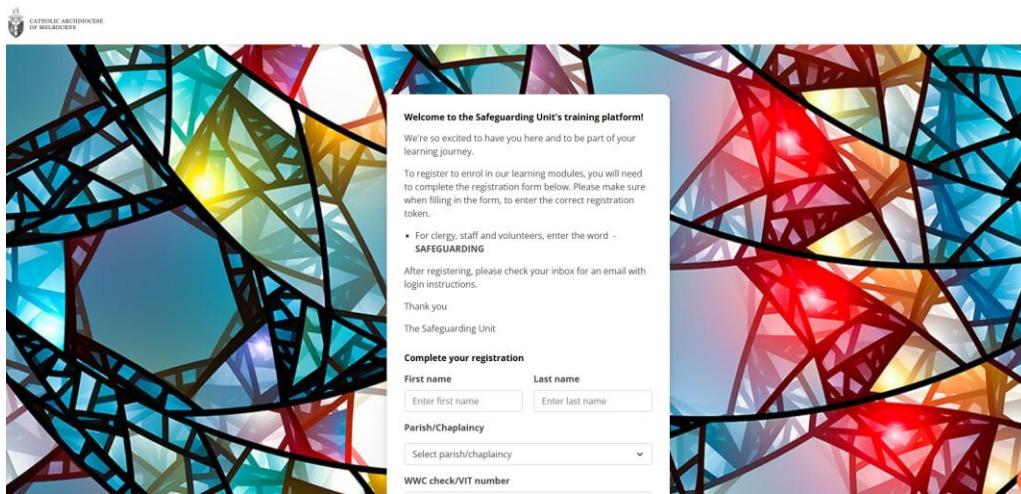 CATHOLIC ARCHDIOCESE
OF MELBOURNE
Welcome to the Safeguarding Unit's training platform!
We're so excited to have you here and to be part of your
learning journey.
To register to enrol in our learning modules, you will need
to complete the registration form below. Please make sure
when filling in the form, to enter the correct registration
token.
• For clergy, staff and volunteers, enter the word -
SAFEGUARDING
After registering, please check your inbox for an email with
login instructions.
Thank you
The Safeguarding Unit
Complete your registration
First name Last name
Enter first name Enter last name
Parish/Chaplaincy
Select parish/chaplaincy
WWC check/VIT number